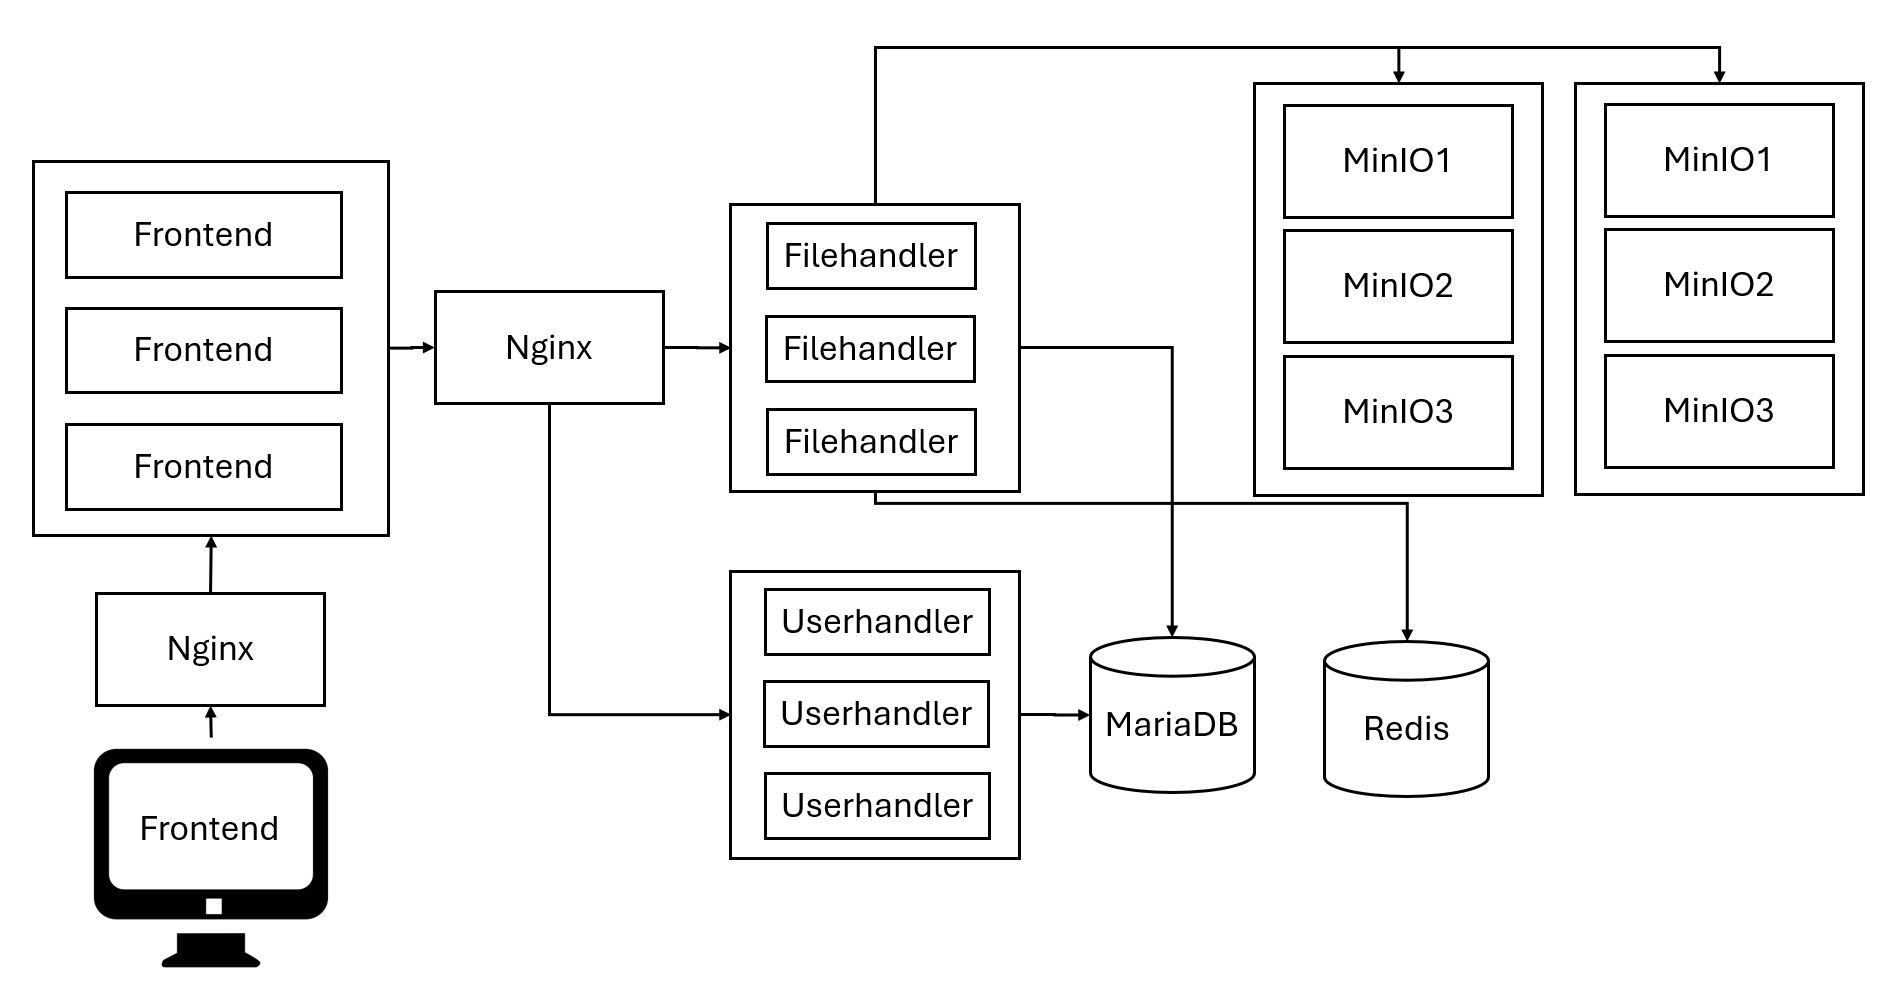 Frontend
Frontend
Frontend
Nginx
Frontend
Nginx
Filehandler
Filehandler
Filehandler
Userhandler
Userhandler
Userhandler
MariaDB
Redis
MinIO1
MinIO2
MinIO3
MinIO1
MinIO2
MinIO3